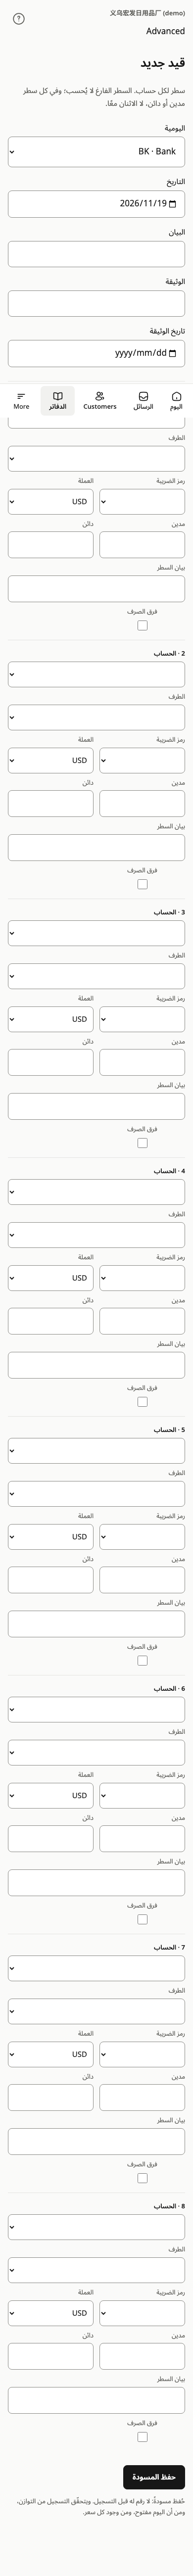 义乌宏发日用品厂 (demo)
?
Advanced
قيد جديد
سطر لكل حساب. السطر الفارغ لا يُحسب؛ وفي كل سطر
مدين أو دائن، لا الاثنان معًا.
اليومية
BK · Bank
التاريخ
2026/11/19
البيان
الوثيقة
تاريخ الوثيقة
yyyy/mm/dd
اليوم
الرسائل
Customers
الدفاتر
More
الطرف
رمز الضريبة
العملة
USD
مدين
دائن
بيان السطر
فرق الصرف
2 · الحساب
الطرف
رمز الضريبة
العملة
USD
مدين
دائن
بيان السطر
فرق الصرف
3 · الحساب
الطرف
رمز الضريبة
العملة
USD
مدين
دائن
بيان السطر
فرق الصرف
4 · الحساب
الطرف
رمز الضريبة
العملة
USD
مدين
دائن
بيان السطر
فرق الصرف
5 · الحساب
الطرف
رمز الضريبة
العملة
USD
مدين
دائن
بيان السطر
فرق الصرف
6 · الحساب
الطرف
رمز الضريبة
العملة
USD
مدين
دائن
بيان السطر
فرق الصرف
7 · الحساب
الطرف
رمز الضريبة
العملة
USD
مدين
دائن
بيان السطر
فرق الصرف
8 · الحساب
الطرف
رمز الضريبة
العملة
USD
مدين
دائن
بيان السطر
فرق الصرف
حفظ المسودة
تُحفظ مسودةً: لا رقم له قبل التسجيل. ويتحقّق التسجيل من التوازن،
ومن أن اليوم مفتوح، ومن وجود كل سعر.